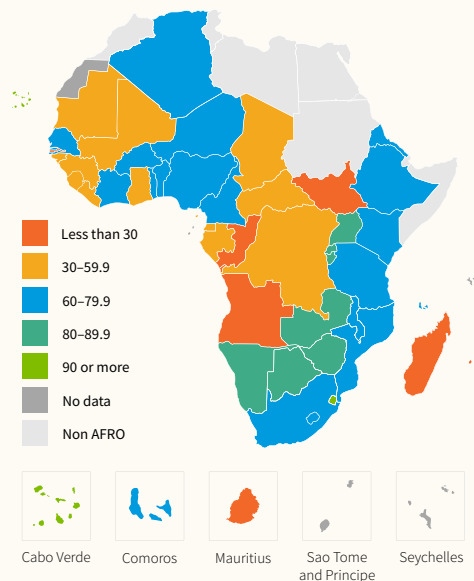 Less than 30
30–59.9
60–79.9
80–89.9
90 or more
No data
Non AFRO
Cabo Verde
Comoros
Mauritius
Sao Tome
and Principe
Seychelles